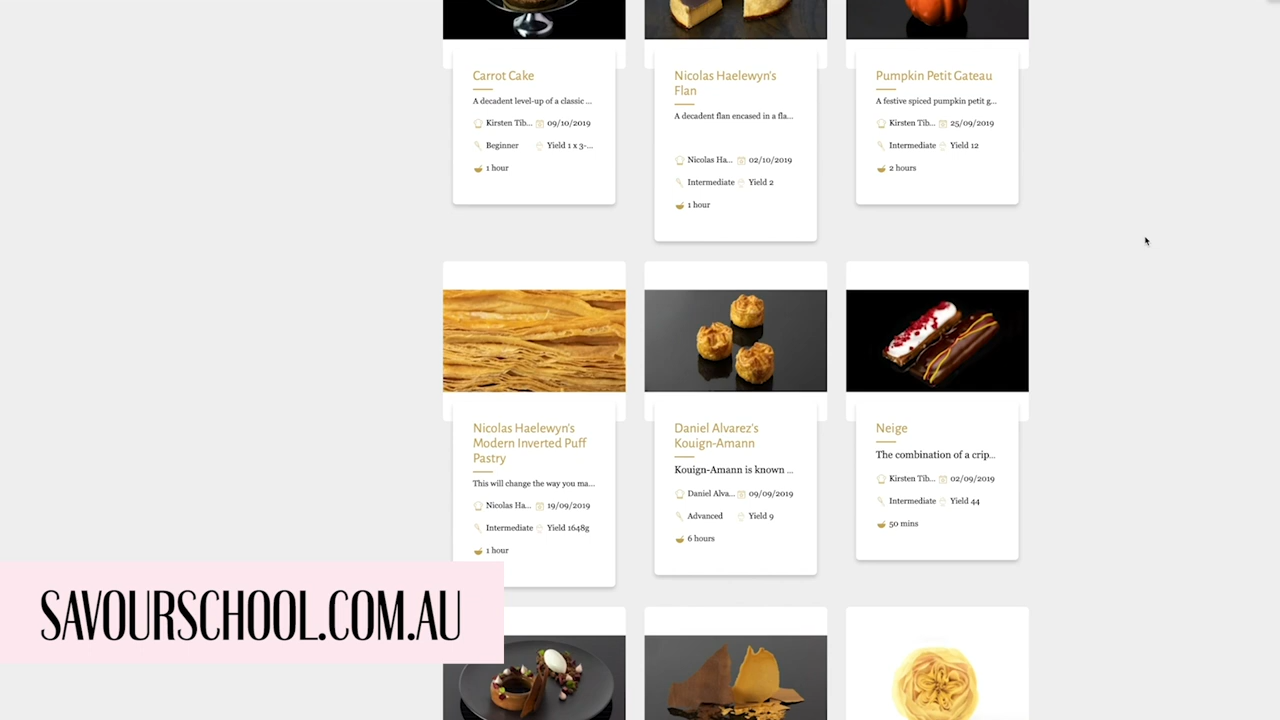 Carrot Cake
A decadent level-up of a classic ...
Kirsten Tib... 09/10/2019
Beginner Yield 1 x 3-...
1 hour
Nicolas Haelewyn's
Flan
A decadent flan encased in a fla...
Nicolas Ha... 02/10/2019
Intermediate Yield 2
1 hour
Pumpkin Petit Gateau
A festive spiced pumpkin petit g...
Kirsten Tib... 25/09/2019
Intermediate Yield 12
2 hours
Nicolas Haelewyn's
Modern Inverted Puff
Pastry
This will change the way you ma...
Nicolas Ha... 19/09/2019
Intermediate Yield 1648g
1 hour
Daniel Alvarez's
Kouign-Amann
Kouign-Amann is known ...
Daniel Alva... 09/09/2019
Advanced Yield 9
6 hours
Neige
The combination of a crip...
Kirsten Tib... 02/09/2019
Intermediate Yield 44
50 mins
SAVOURSCHOOL.COM.AU